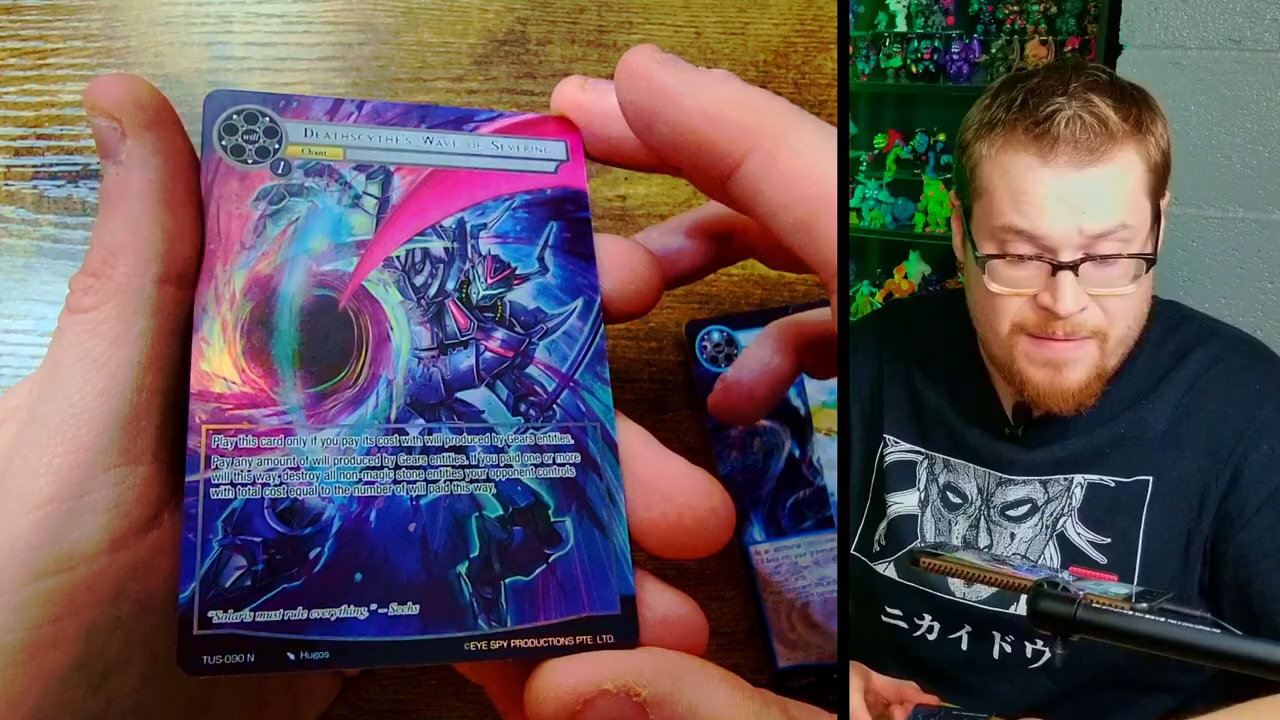 will
DEATHSCYTHE'S WAVE OF SEVERING
Chant
1
Play this card only if you pay its cost with will produced by Gears entities.
Pay any amount of will produced by Gears entities. If you paid one or more
will this way, destroy all non-magic stone entities your opponent controls
with total cost equal to the number of will paid this way.
"Solaris must rule everything." – Seehs
©EYE SPY PRODUCTIONS PTE. LTD.
TUS-090 N
Hugos
ニカイドウ